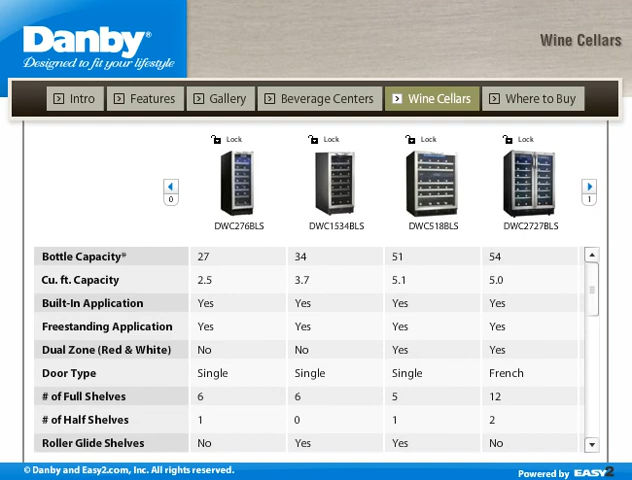 Danby®
Designed to fit your lifestyle
Wine Cellars
Intro Features Gallery Beverage Centers Wine Cellars Where to Buy
Lock Lock Lock Lock
0 1
DWC276BLS DWC1534BLS DWC518BLS DWC2727BLS
Bottle Capacity® 27 34 51 54
Cu. ft. Capacity 2.5 3.7 5.1 5.0
Built-In Application Yes Yes Yes Yes
Freestanding Application Yes Yes Yes Yes
Dual Zone (Red & White) No No Yes Yes
Door Type Single Single Single French
# of Full Shelves 6 6 5 12
# of Half Shelves 1 0 1 2
Roller Glide Shelves No Yes Yes No
© Danby and Easy2.com, Inc. All rights reserved. Powered by EASY2